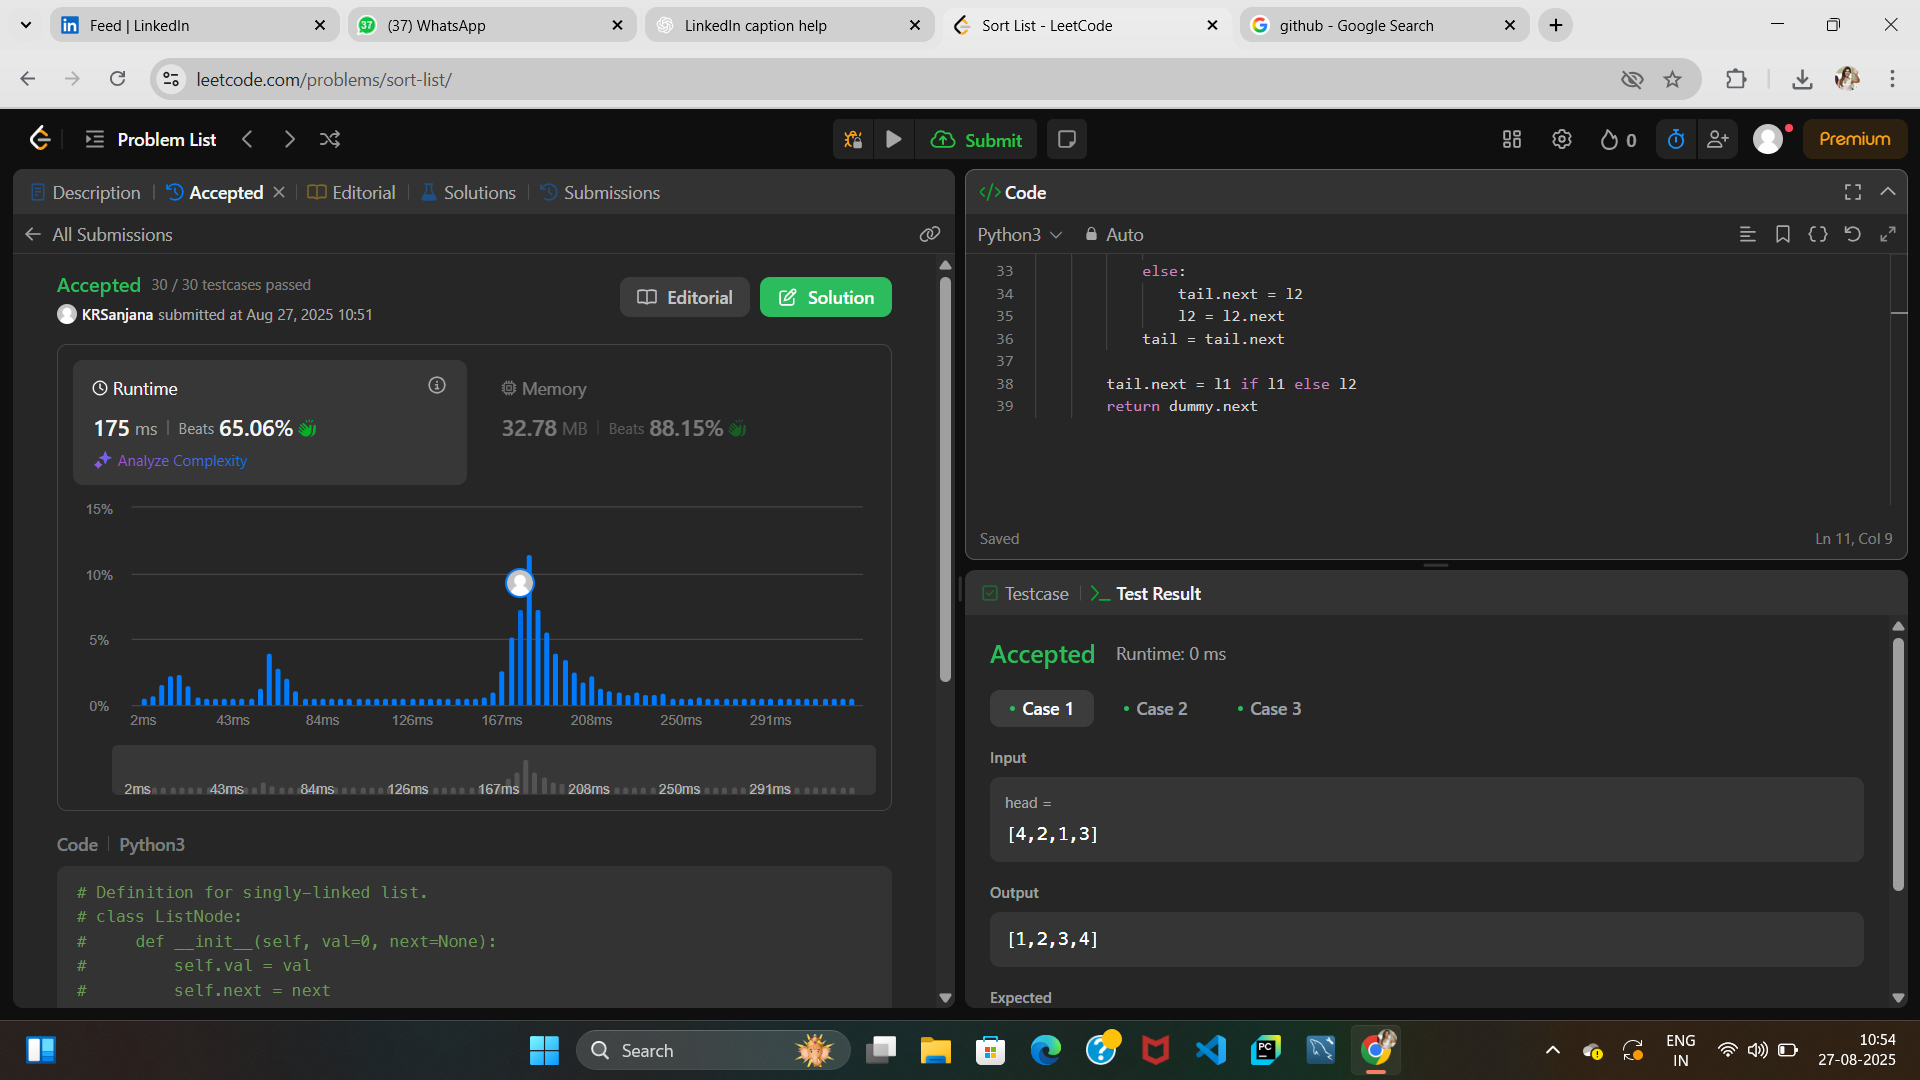 Feed | LinkedIn
37
(37) WhatsApp
LinkedIn caption help
Sort List - LeetCode
github - Google Search
leetcode.com/problems/sort-list/
Problem List
Submit
0
Premium
Description
Accepted
Editorial
Solutions
Submissions
All Submissions
Accepted 30 / 30 testcases passed
KRSanjana submitted at Aug 27, 2025 10:51
Editorial
Solution
Runtime
175 ms | Beats 65.06%
Analyze Complexity
Memory
32.78 MB | Beats 88.15%
15%
10%
5%
0%
2ms 43ms 84ms 126ms 167ms 208ms 250ms 291ms
2ms 43ms 84ms 126ms 167ms 208ms 250ms 291ms
Code | Python3
# Definition for singly-linked list.
# class ListNode:
#     def __init__(self, val=0, next=None):
#         self.val = val
#         self.next = next
</> Code
Python3
Auto
33 else:
34 tail.next = l2
35 l2 = l2.next
36 tail = tail.next
37
38 tail.next = l1 if l1 else l2
39 return dummy.next
Saved
Ln 11, Col 9
Testcase
>_ Test Result
Accepted Runtime: 0 ms
• Case 1 • Case 2 • Case 3
Input
head =
[4,2,1,3]
Output
[1,2,3,4]
Expected
Search
PC
ENG
IN
10:54
27-08-2025